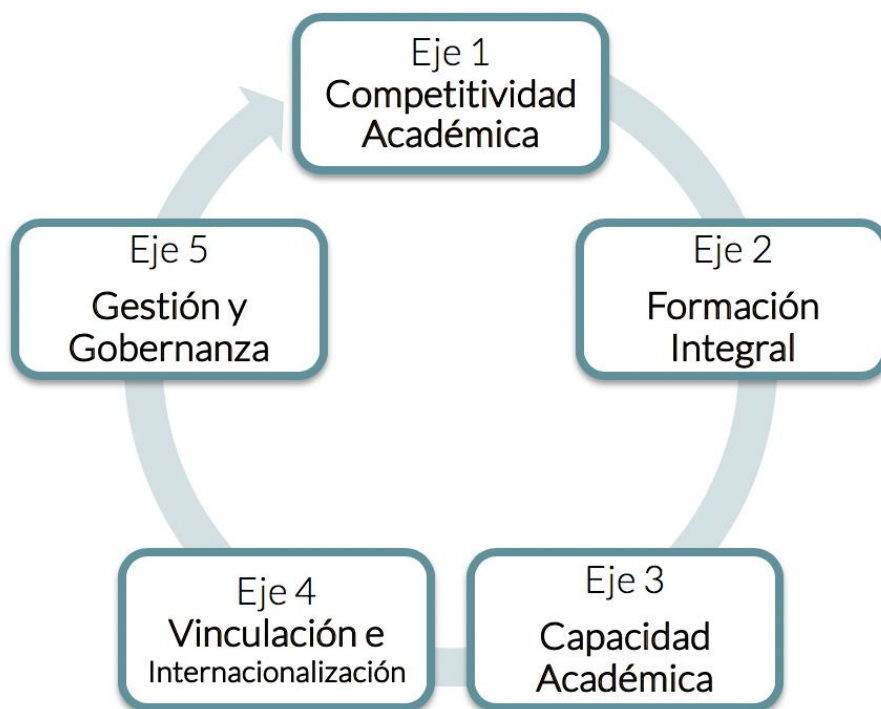 Eje 1
Competitividad
Académica
Eje 2
Formación
Integral
Eje 3
Capacidad
Académica
Eje 4
Vinculación e
Internacionalización
Eje 5
Gestión y
Gobernanza